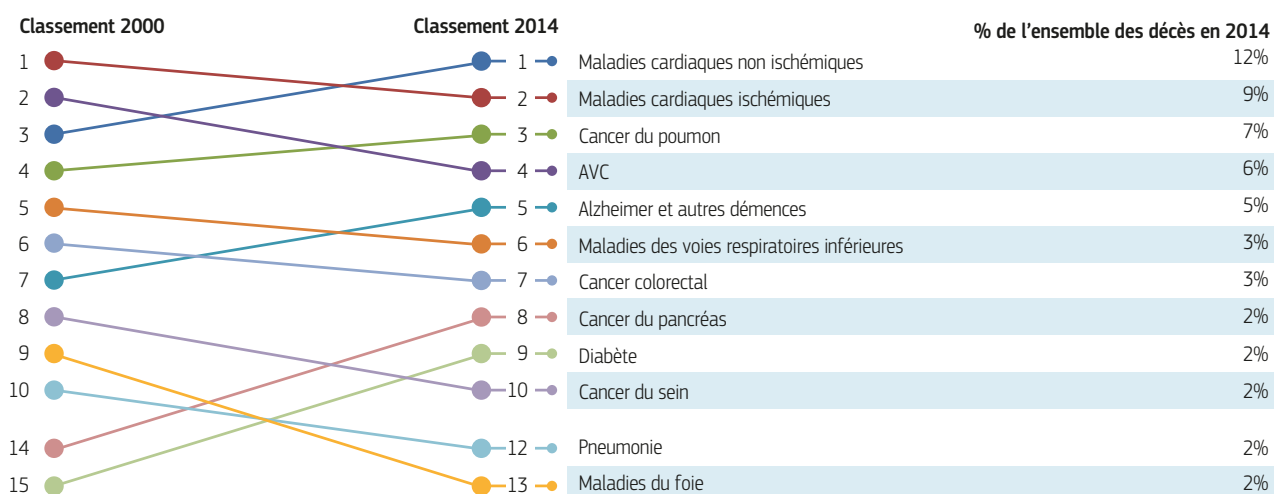 Classement 2000 Classement 2014 % de l'ensemble des décès en 2014
1 1 Maladies cardiaques non ischémiques 12%
2 2 Maladies cardiaques ischémiques 9%
3 3 Cancer du poumon 7%
4 4 AVC 6%
5 5 Alzheimer et autres démences 5%
6 6 Maladies des voies respiratoires inférieures 3%
7 7 Cancer colorectal 3%
8 8 Cancer du pancréas 2%
9 9 Diabète 2%
10 10 Cancer du sein 2%
14 12 Pneumonie 2%
15 13 Maladies du foie 2%